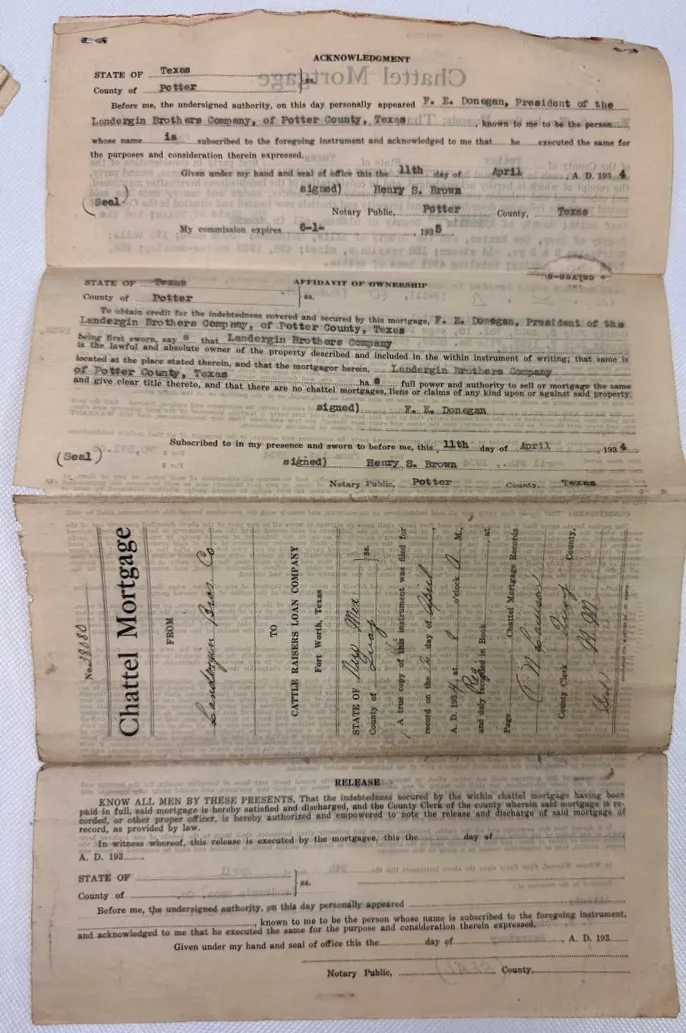 ACKNOWLEDGMENT
STATE OF Texas
County of Potter ss.
Before me, the undersigned authority, on this day personally appeared F. E. Donegan, President of the
Landergin Brothers Company, of Potter County, Texas, known to me to be the person
whose name is subscribed to the foregoing instrument and acknowledged to me that he executed the same for
the purposes and consideration therein expressed.
Given under my hand and seal of office this the 11th day of April, A. D. 1934
(Seal) signed) Henry S. Brown
Notary Public, Potter County, Texas
My commission expires 6-1- 1935
STATE OF Texas AFFIDAVIT OF OWNERSHIP
County of Potter ss.
To obtain credit for the indebtedness covered and secured by this mortgage, F. E. Donegan, President of the
Landergin Brothers Company, of Potter County, Texas
being first sworn, say s that Landergin Brothers Company
is the lawful and absolute owner of the property described and included in the within instrument of writing; that same is
located at the place stated therein, and that the mortgagor herein, Landergin Brothers Company
of Potter County, Texas ha s full power and authority to sell or mortgage the same
and give clear title thereto, and that there are no chattel mortgages, liens or claims of any kind upon or against said property.
signed) F. E. Donegan
Subscribed to in my presence and sworn to before me, this 11th day of April, 1934
(Seal) signed) Henry S. Brown
Notary Public, Potter County, Texas
No. 18080
Chattel Mortgage
FROM
Landergin Bros Co
TO
CATTLE RAISERS LOAN COMPANY
Fort Worth, Texas
STATE OF New Mex
County of Quay ss.
A true copy of this instrument was filed for
record on the day of April
A. D. 1934 at o'clock A M.,
and duly recorded in Book at
Page Chattel Mortgage Records
County Clerk Quay County.
N. M.
RELEASE
KNOW ALL MEN BY THESE PRESENTS, That the indebtedness secured by the within chattel mortgage having been
paid in full, said mortgage is hereby satisfied and discharged, and the County Clerk of the county wherein said mortgage is re-
corded, or other proper officer, is hereby authorized and empowered to note the release and discharge of said mortgage of
record, as provided by law.
In witness whereof, this release is executed by the mortgagee, this the day of
A. D. 193
STATE OF
County of ss.
Before me, the undersigned authority, on this day personally appeared
, known to me to be the person whose name is subscribed to the foregoing instrument,
and acknowledged to me that he executed the same for the purpose and consideration therein expressed.
Given under my hand and seal of office this the day of , A. D. 193
Notary Public, County,